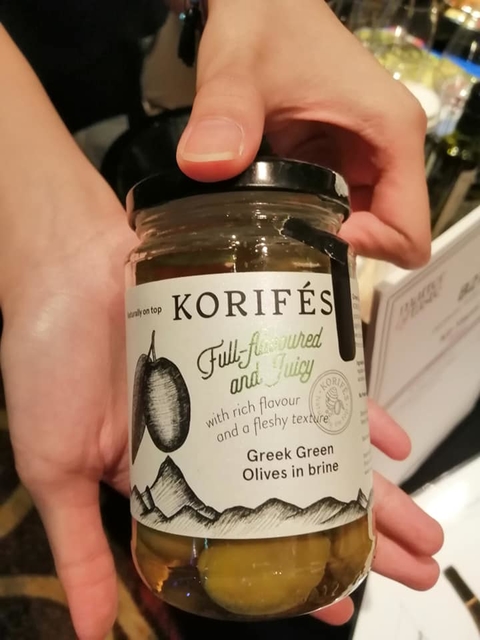 naturally on top
KORIFÉS
Full-flavoured
and Juicy
with rich flavour
and a fleshy texture
KORIFÉS
Greek Green
Olives in brine